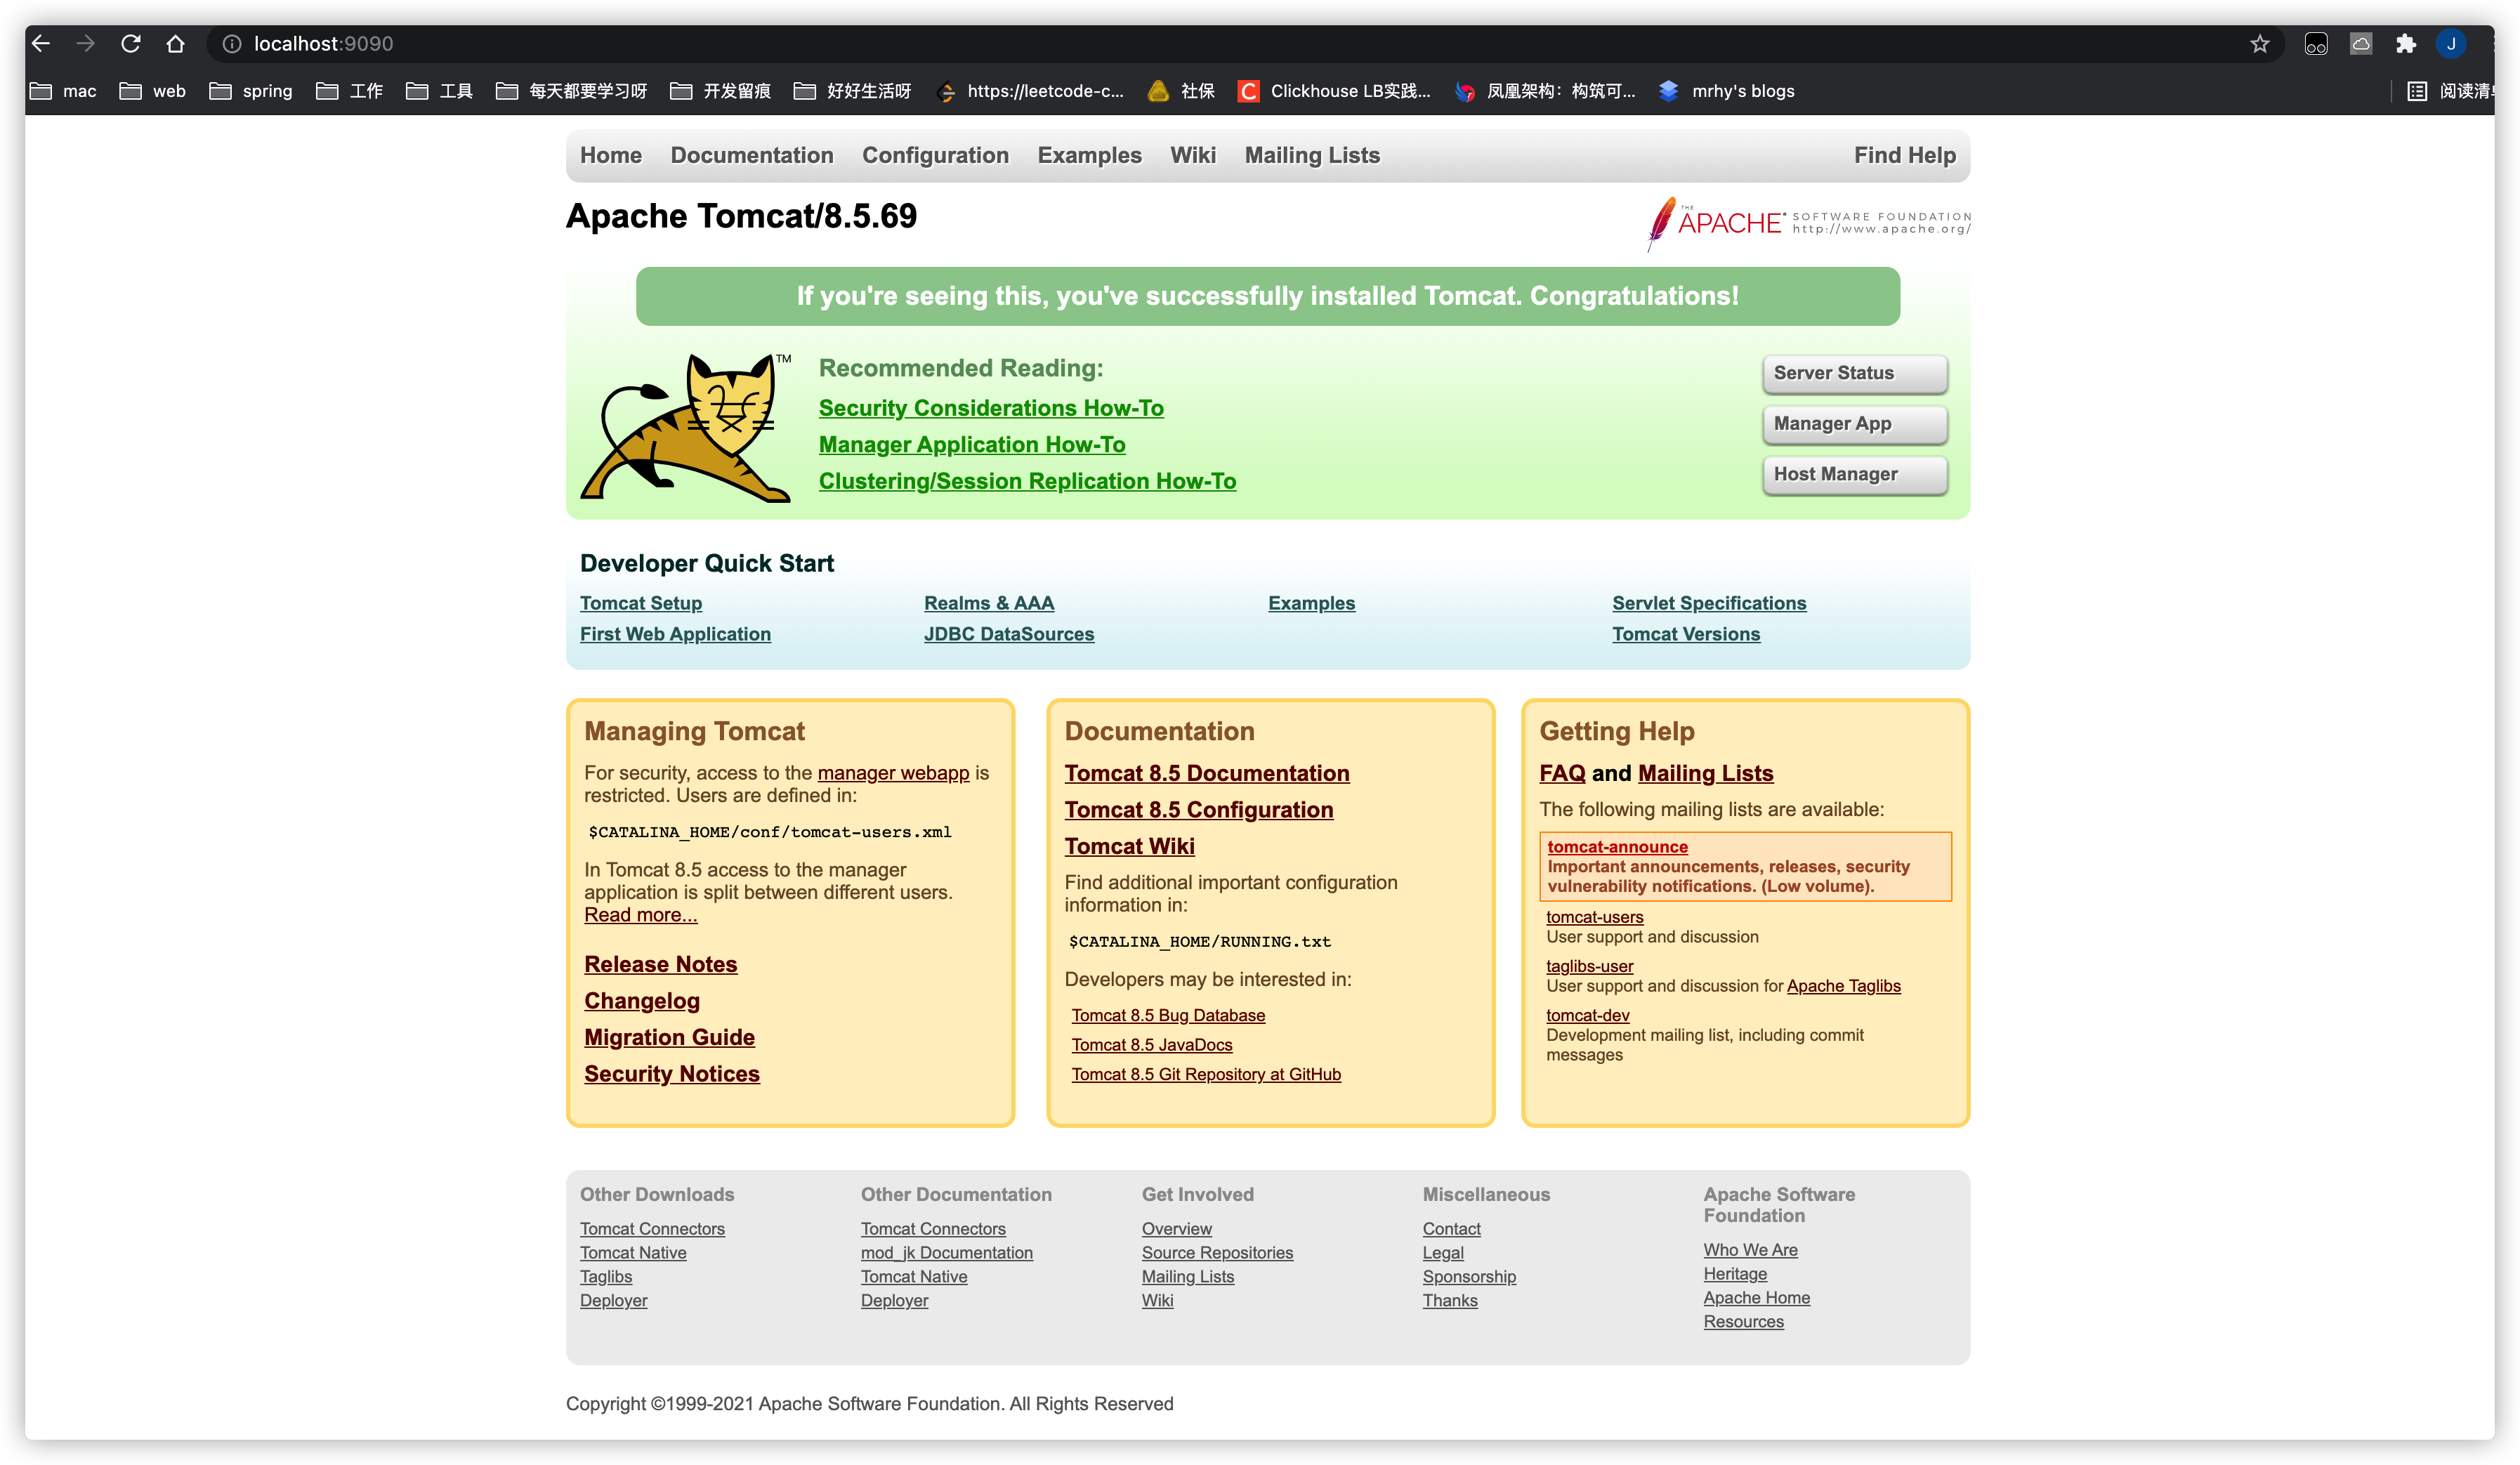 localhost:9090
J
mac web spring 工作 工具 每天都要学习呀 开发留痕 好好生活呀 https://leetcode-c... 社保 Clickhouse LB实践... 凤凰架构：构筑可... mrhy's blogs 阅读清
Home Documentation Configuration Examples Wiki Mailing Lists Find Help
Apache Tomcat/8.5.69
THE APACHE® SOFTWARE FOUNDATION
http://www.apache.org/
If you're seeing this, you've successfully installed Tomcat. Congratulations!
TM
Recommended Reading:
Security Considerations How-To
Manager Application How-To
Clustering/Session Replication How-To
Server Status
Manager App
Host Manager
Developer Quick Start
Tomcat Setup
First Web Application
Realms & AAA
JDBC DataSources
Examples
Servlet Specifications
Tomcat Versions
Managing Tomcat
For security, access to the manager webapp is
restricted. Users are defined in:
$CATALINA_HOME/conf/tomcat-users.xml
In Tomcat 8.5 access to the manager
application is split between different users.
Read more...
Release Notes
Changelog
Migration Guide
Security Notices
Documentation
Tomcat 8.5 Documentation
Tomcat 8.5 Configuration
Tomcat Wiki
Find additional important configuration
information in:
$CATALINA_HOME/RUNNING.txt
Developers may be interested in:
Tomcat 8.5 Bug Database
Tomcat 8.5 JavaDocs
Tomcat 8.5 Git Repository at GitHub
Getting Help
FAQ and Mailing Lists
The following mailing lists are available:
tomcat-announce
Important announcements, releases, security
vulnerability notifications. (Low volume).
tomcat-users
User support and discussion
taglibs-user
User support and discussion for Apache Taglibs
tomcat-dev
Development mailing list, including commit
messages
Other Downloads
Tomcat Connectors
Tomcat Native
Taglibs
Deployer
Other Documentation
Tomcat Connectors
mod_jk Documentation
Tomcat Native
Deployer
Get Involved
Overview
Source Repositories
Mailing Lists
Wiki
Miscellaneous
Contact
Legal
Sponsorship
Thanks
Apache Software
Foundation
Who We Are
Heritage
Apache Home
Resources
Copyright ©1999-2021 Apache Software Foundation. All Rights Reserved